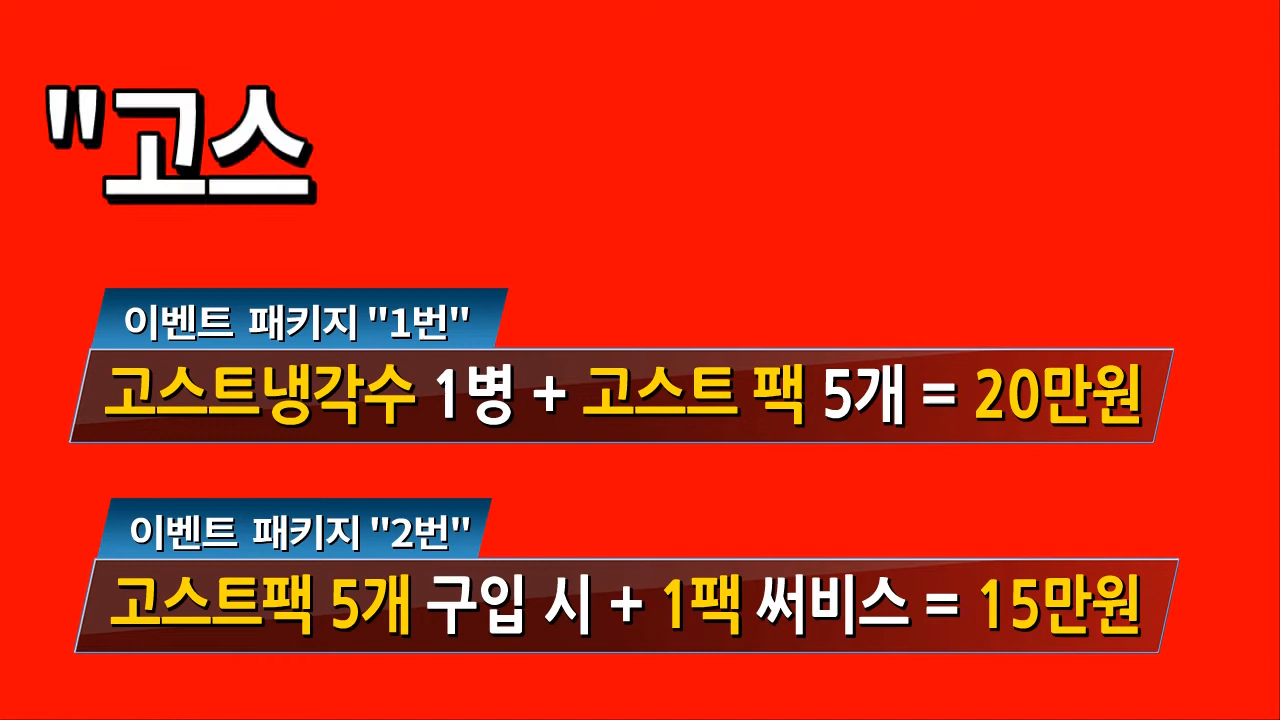 "고스
이벤트 패키지 "1번"
고스트냉각수 1병 + 고스트 팩 5개 = 20만원
이벤트 패키지 "2번"
고스트팩 5개 구입 시 + 1팩 써비스 = 15만원